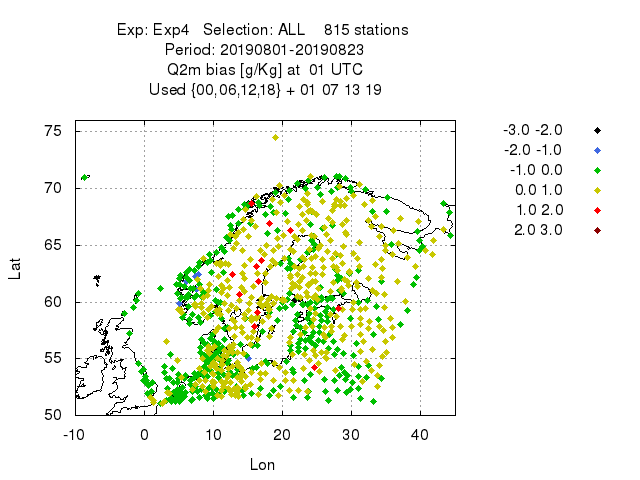 Exp: Exp4 Selection: ALL 815 stations
Period: 20190801-20190823
Q2m bias [g/Kg] at 01 UTC
Used {00,06,12,18} + 01 07 13 19
-3.0 -2.0
-2.0 -1.0
-1.0 0.0
0.0 1.0
1.0 2.0
2.0 3.0
Lat
75
70
65
60
55
50
-10 0 10 20 30 40
Lon